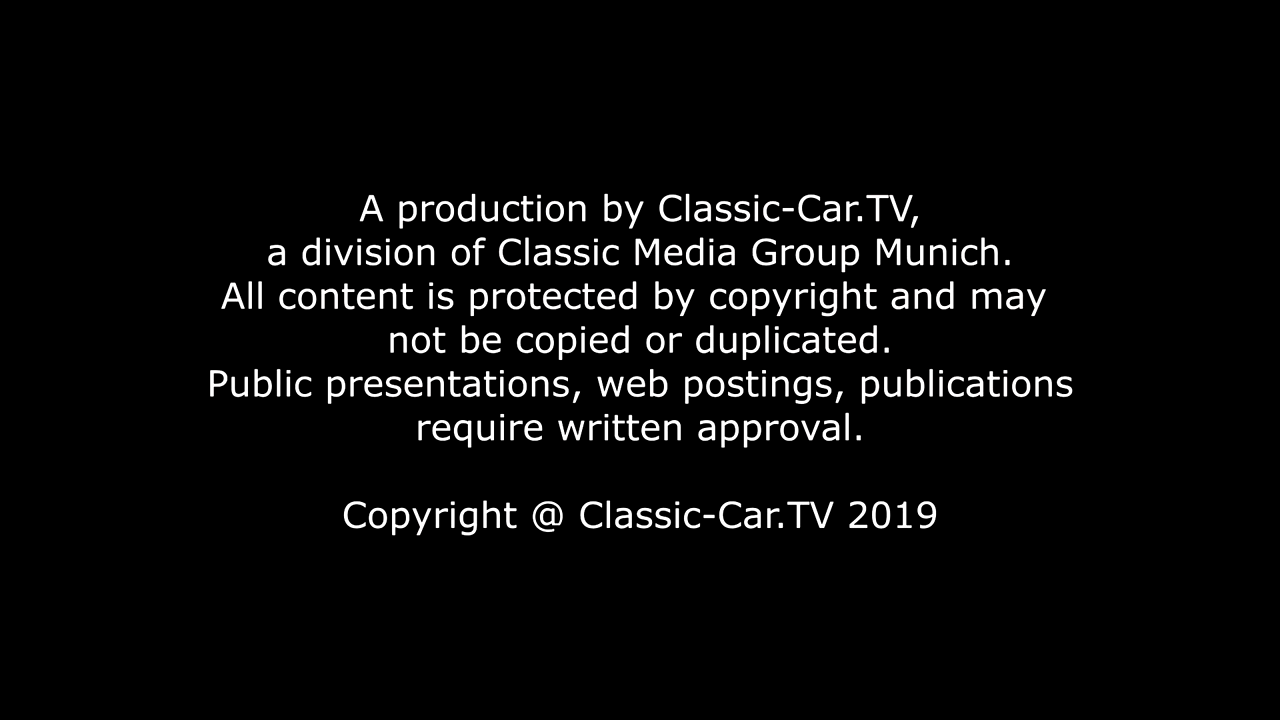 A production by Classic-Car.TV,
a division of Classic Media Group Munich.
All content is protected by copyright and may
not be copied or duplicated.
Public presentations, web postings, publications
require written approval.
Copyright @ Classic-Car.TV 2019